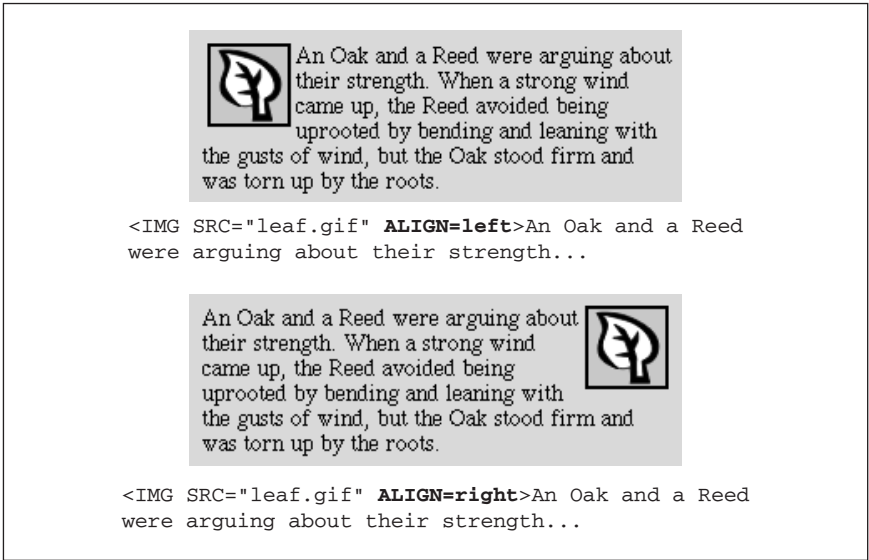 An Oak and a Reed were arguing about
their strength. When a strong wind
came up, the Reed avoided being
uprooted by bending and leaning with
the gusts of wind, but the Oak stood firm and
was torn up by the roots.
<IMG SRC="leaf.gif" ALIGN=left>An Oak and a Reed
were arguing about their strength...
An Oak and a Reed were arguing about
their strength. When a strong wind
came up, the Reed avoided being
uprooted by bending and leaning with
the gusts of wind, but the Oak stood firm and
was torn up by the roots.
<IMG SRC="leaf.gif" ALIGN=right>An Oak and a Reed
were arguing about their strength...